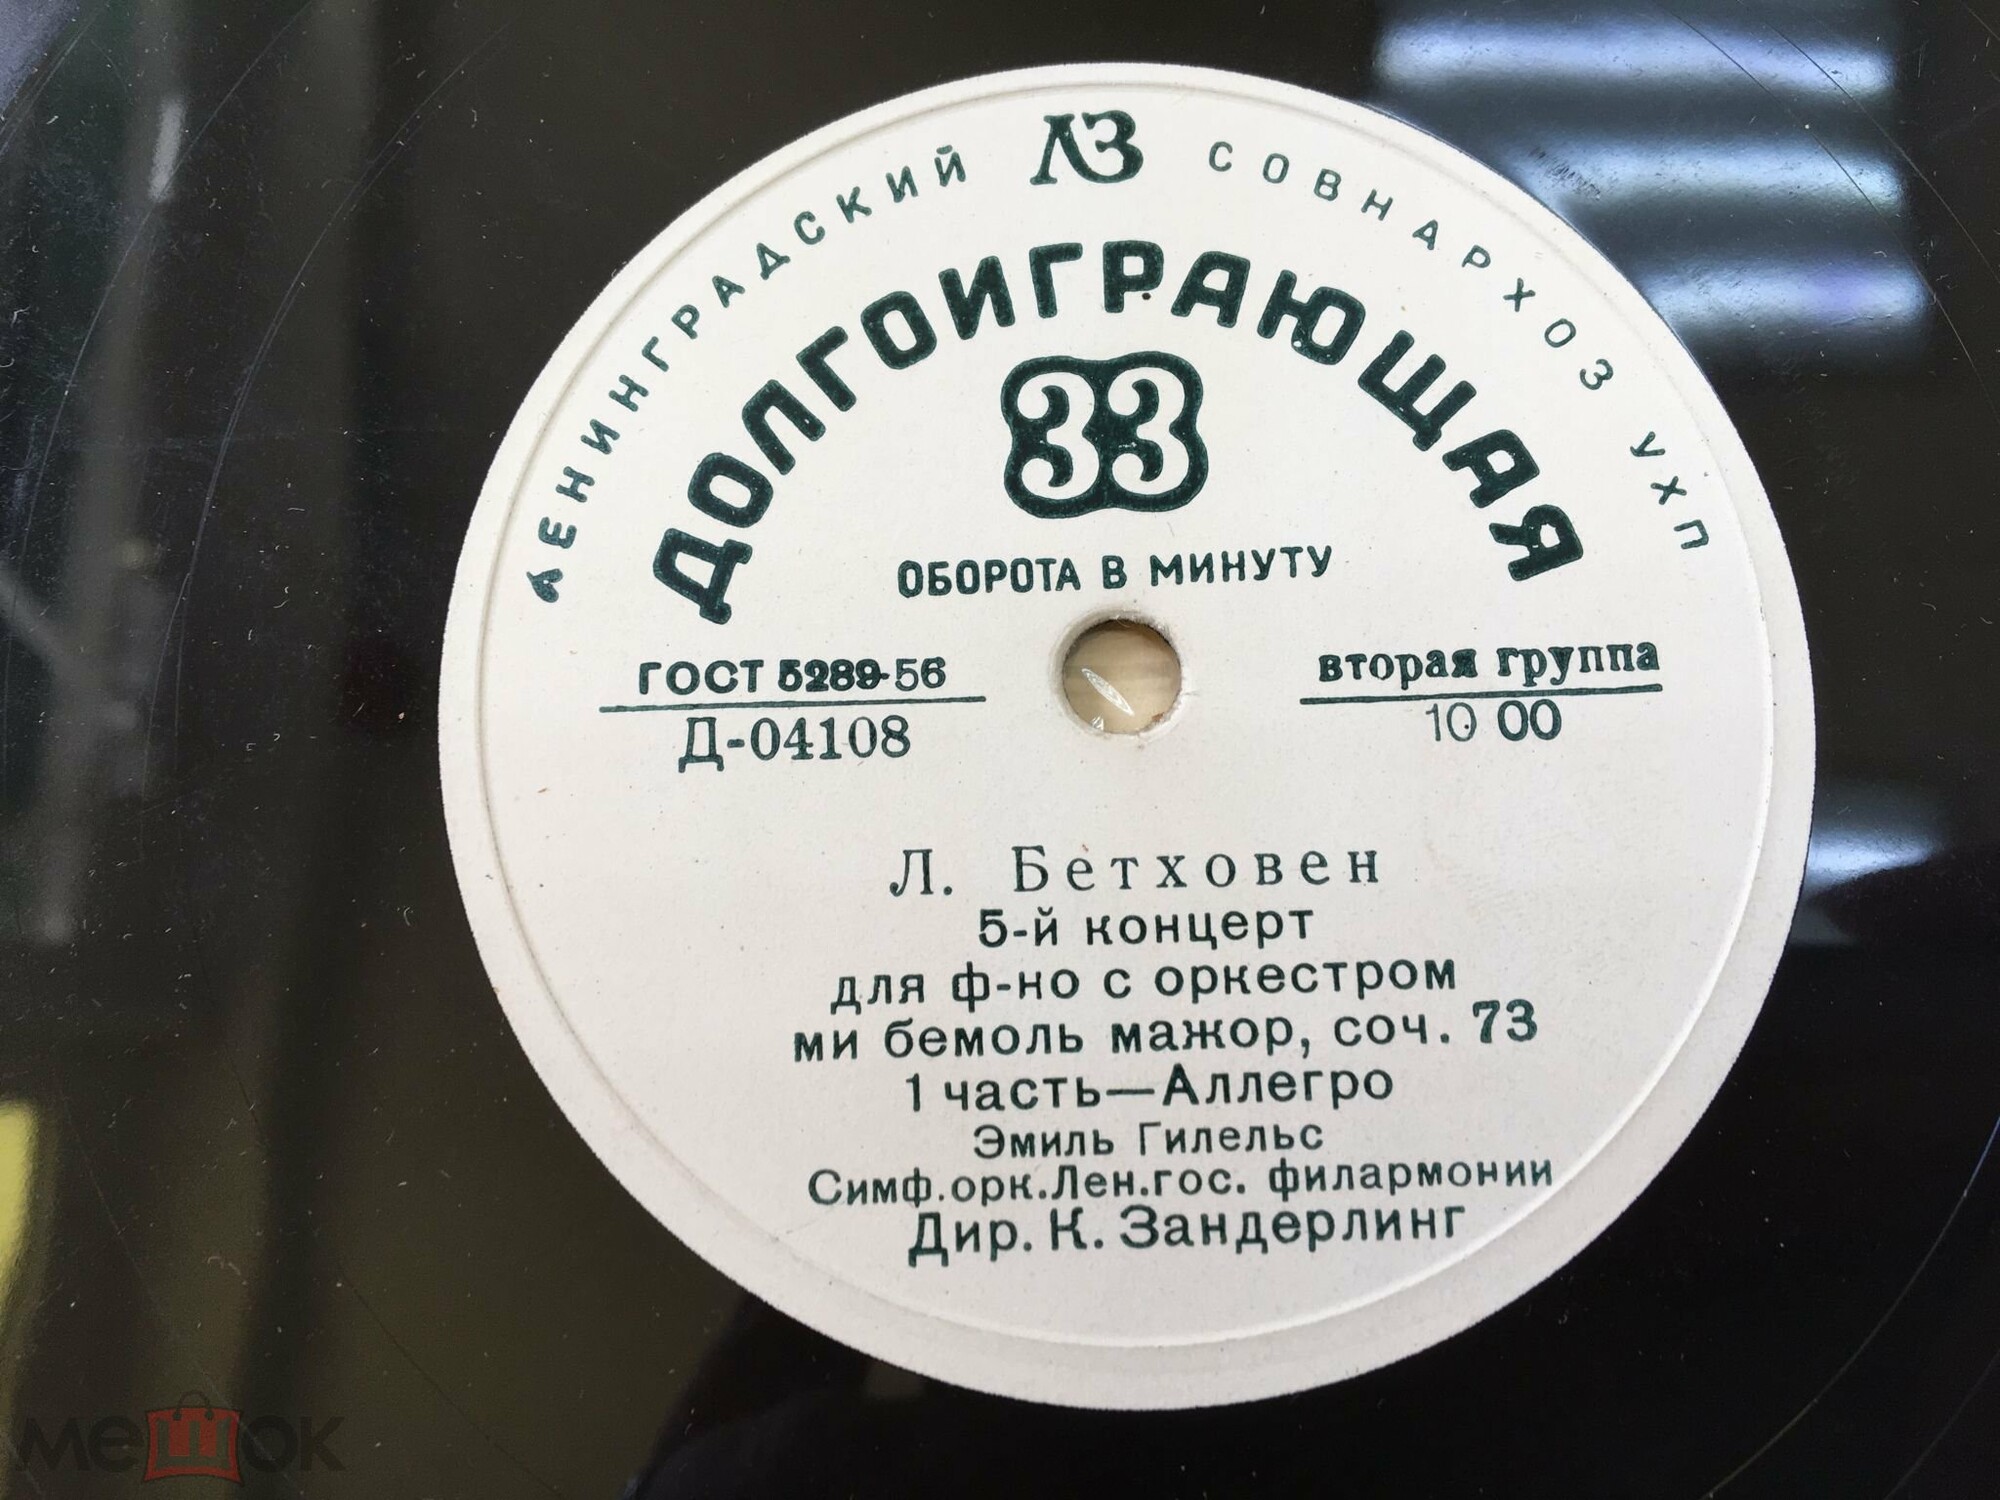 ЛЕНИНГРАДСКИЙ ЛЗ СОВНАРХОЗ УХП
ДОЛГОИГРАЮЩАЯ
33
ОБОРОТА В МИНУТУ
ГОСТ 5289-56
вторая группа
Д-04108
10 00
Л. Бетховен
5-й концерт
для ф-но с оркестром
ми бемоль мажор, соч. 73
1 часть—Аллегро
Эмиль Гилельс
Симф.орк.Лен.гос. филармонии
Дир. К. Зандерлинг
мешок